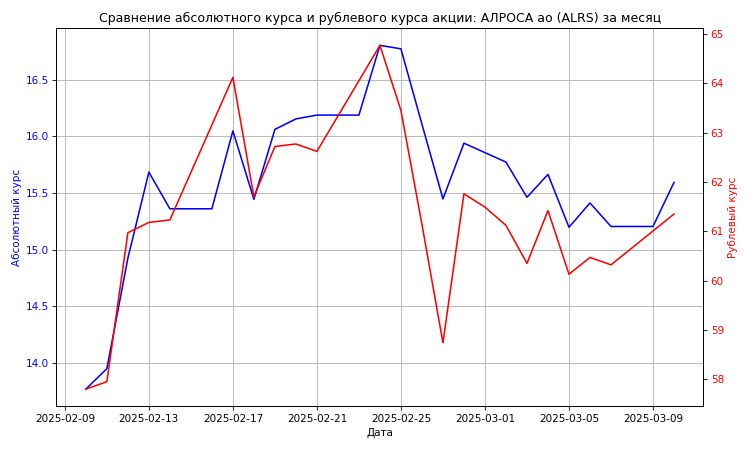 Сравнение абсолютного курса и рублевого курса акции: АЛРОСА ао (ALRS) за месяц
Абсолютный курс
16.5
16.0
15.5
15.0
14.5
14.0
65
64
63
62
61
60
59
58
Рублевый курс
2025-02-09 2025-02-13 2025-02-17 2025-02-21 2025-02-25 2025-03-01 2025-03-05 2025-03-09
Дата